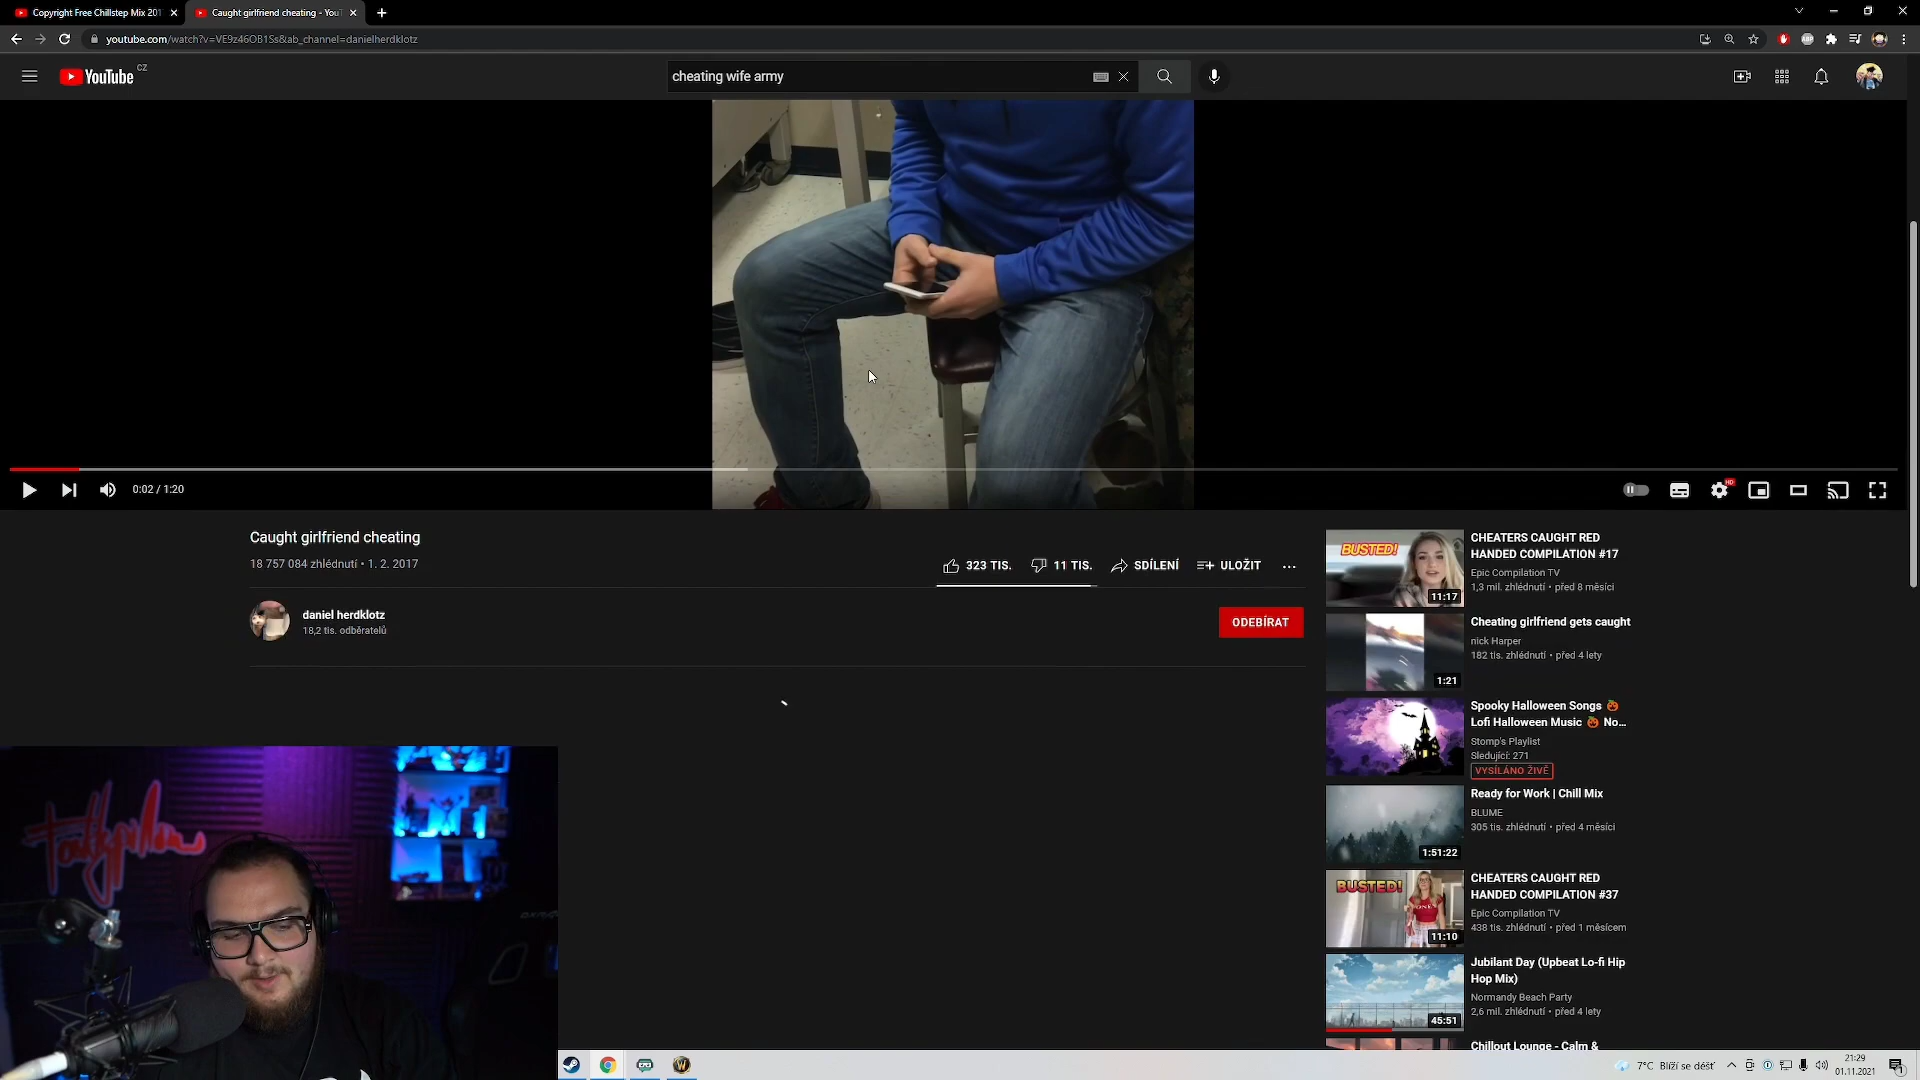 Copyright Free Chillstep Mix 201
Caught girlfriend cheating - YouT
youtube.com/watch?v=VE9z46OB1Ss&ab_channel=danielherdklotz
YouTube CZ
cheating wife army
0:02 / 1:20
HD
Caught girlfriend cheating
18 757 084 zhlédnutí • 1. 2. 2017
323 TIS.
11 TIS.
SDÍLENÍ
ULOŽIT
daniel herdklotz
18,2 tis. odběratelů
ODEBÍRAT
BUSTED!
11:17
CHEATERS CAUGHT RED
HANDED COMPILATION #17
Epic Compilation TV
1,3 mil. zhlédnutí • před 8 měsíci
1:21
Cheating girlfriend gets caught
nick Harper
182 tis. zhlédnutí • před 4 lety
Spooky Halloween Songs 🎃
Lofi Halloween Music 🎃 No...
Stomp's Playlist
Sledující: 271
VYSÍLÁNO ŽIVĚ
1:51:22
Ready for Work | Chill Mix
BLUME
305 tis. zhlédnutí • před 4 měsíci
BUSTED!
11:10
CHEATERS CAUGHT RED
HANDED COMPILATION #37
Epic Compilation TV
438 tis. zhlédnutí • před 1 měsícem
45:51
Jubilant Day (Upbeat Lo-fi Hip
Hop Mix)
Normandy Beach Party
2,6 mil. zhlédnutí • před 4 lety
Chillout Lounge - Calm &
7°C Blíží se déšť
21:29
01.11.2021